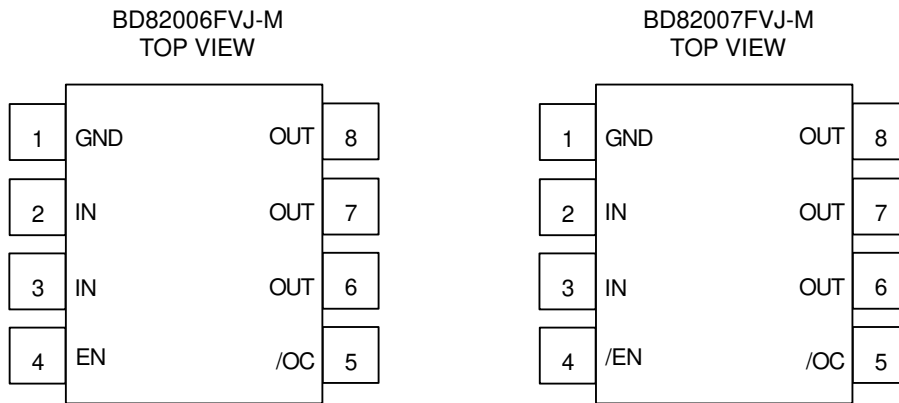 BD82006FVJ-M
TOP VIEW
1 GND OUT 8
2 IN OUT 7
3 IN OUT 6
4 EN /OC 5
BD82007FVJ-M
TOP VIEW
1 GND OUT 8
2 IN OUT 7
3 IN OUT 6
4 /EN /OC 5